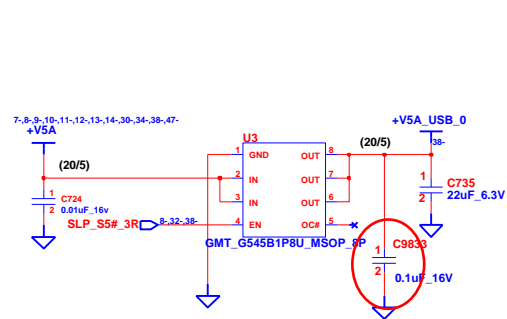 7-,8-,9-,10-,11-,12-,13-,14-,30-,34-,38-,47-
+V5A
+V5A_USB_0
38-
(20/5)
(20/5)
U3
1 GND OUT 8
2 IN OUT 7
3 IN OUT 6
4 EN OC# 5
1
C724
2
0.01uF_16v
SLP_S5#_3R
8-,32-,38-
GMT_G545B1P8U_MSOP_8P
1
C735
2
22uF_6.3V
C9833
1
2
0.1uF_16V